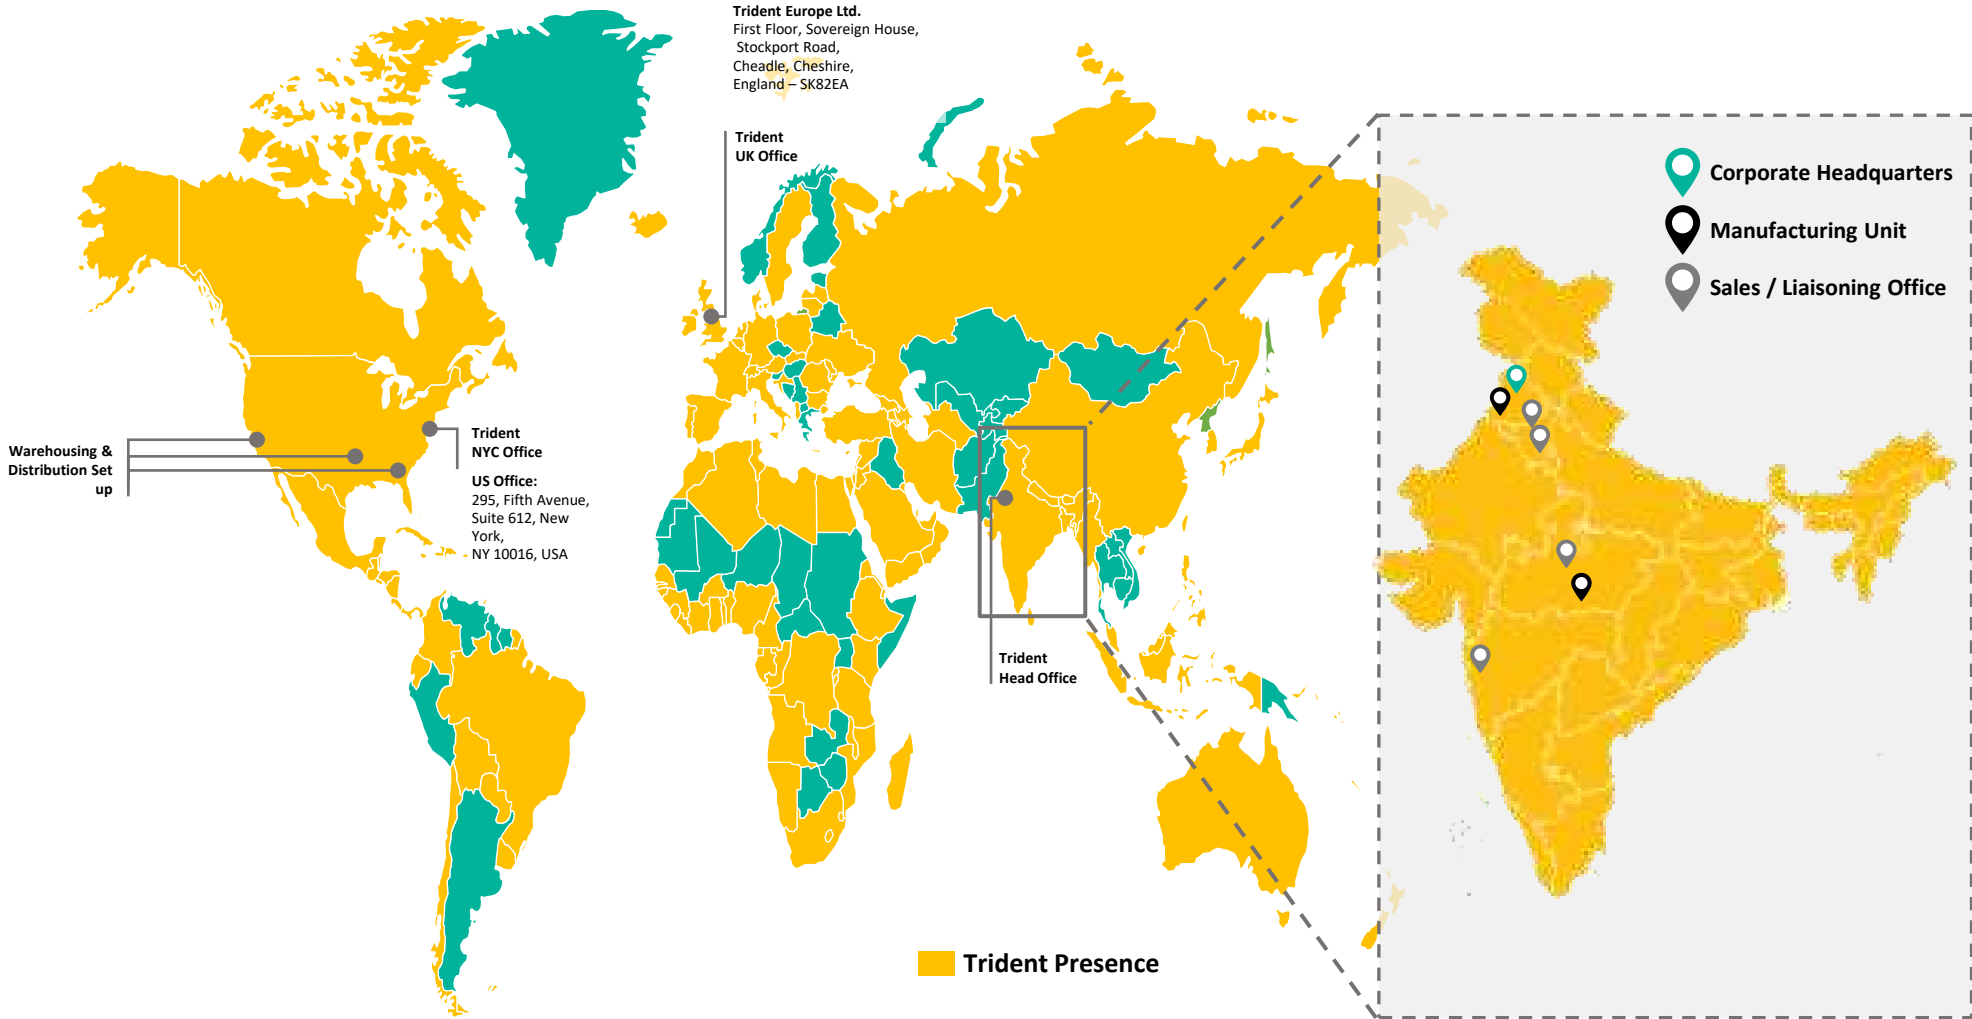 Trident Europe Ltd.
First Floor, Sovereign House,
Stockport Road,
Cheadle, Cheshire,
England – SK82EA
Trident
UK Office
Corporate Headquarters
Manufacturing Unit
Sales / Liaisoning Office
Warehousing &
Distribution Set
up
Trident
NYC Office
US Office:
295, Fifth Avenue,
Suite 612, New
York,
NY 10016, USA
Trident
Head Office
Trident Presence